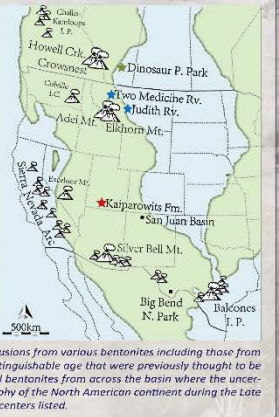 Challis-
Kamloops
I. P.
Howell Crk.
Crowsnest
Dinosaur P. Park
Colville
I.C.
Two Medicine Rv.
Judith Rv.
Adel Mt.
Elkhorn Mt.
Excelsior Mt.
Sierra Nevada Arc
Kaiparowits Fm.
San Juan Basin
Silver Bell Mt.
Big Bend
N. Park
Balcones
I. P.
500km
usions from various bentonites including those from
tinguishable age that were previously thought to be
l bentonites from across the basin where the uncer-
phy of the North American continent during the Late
centers listed.